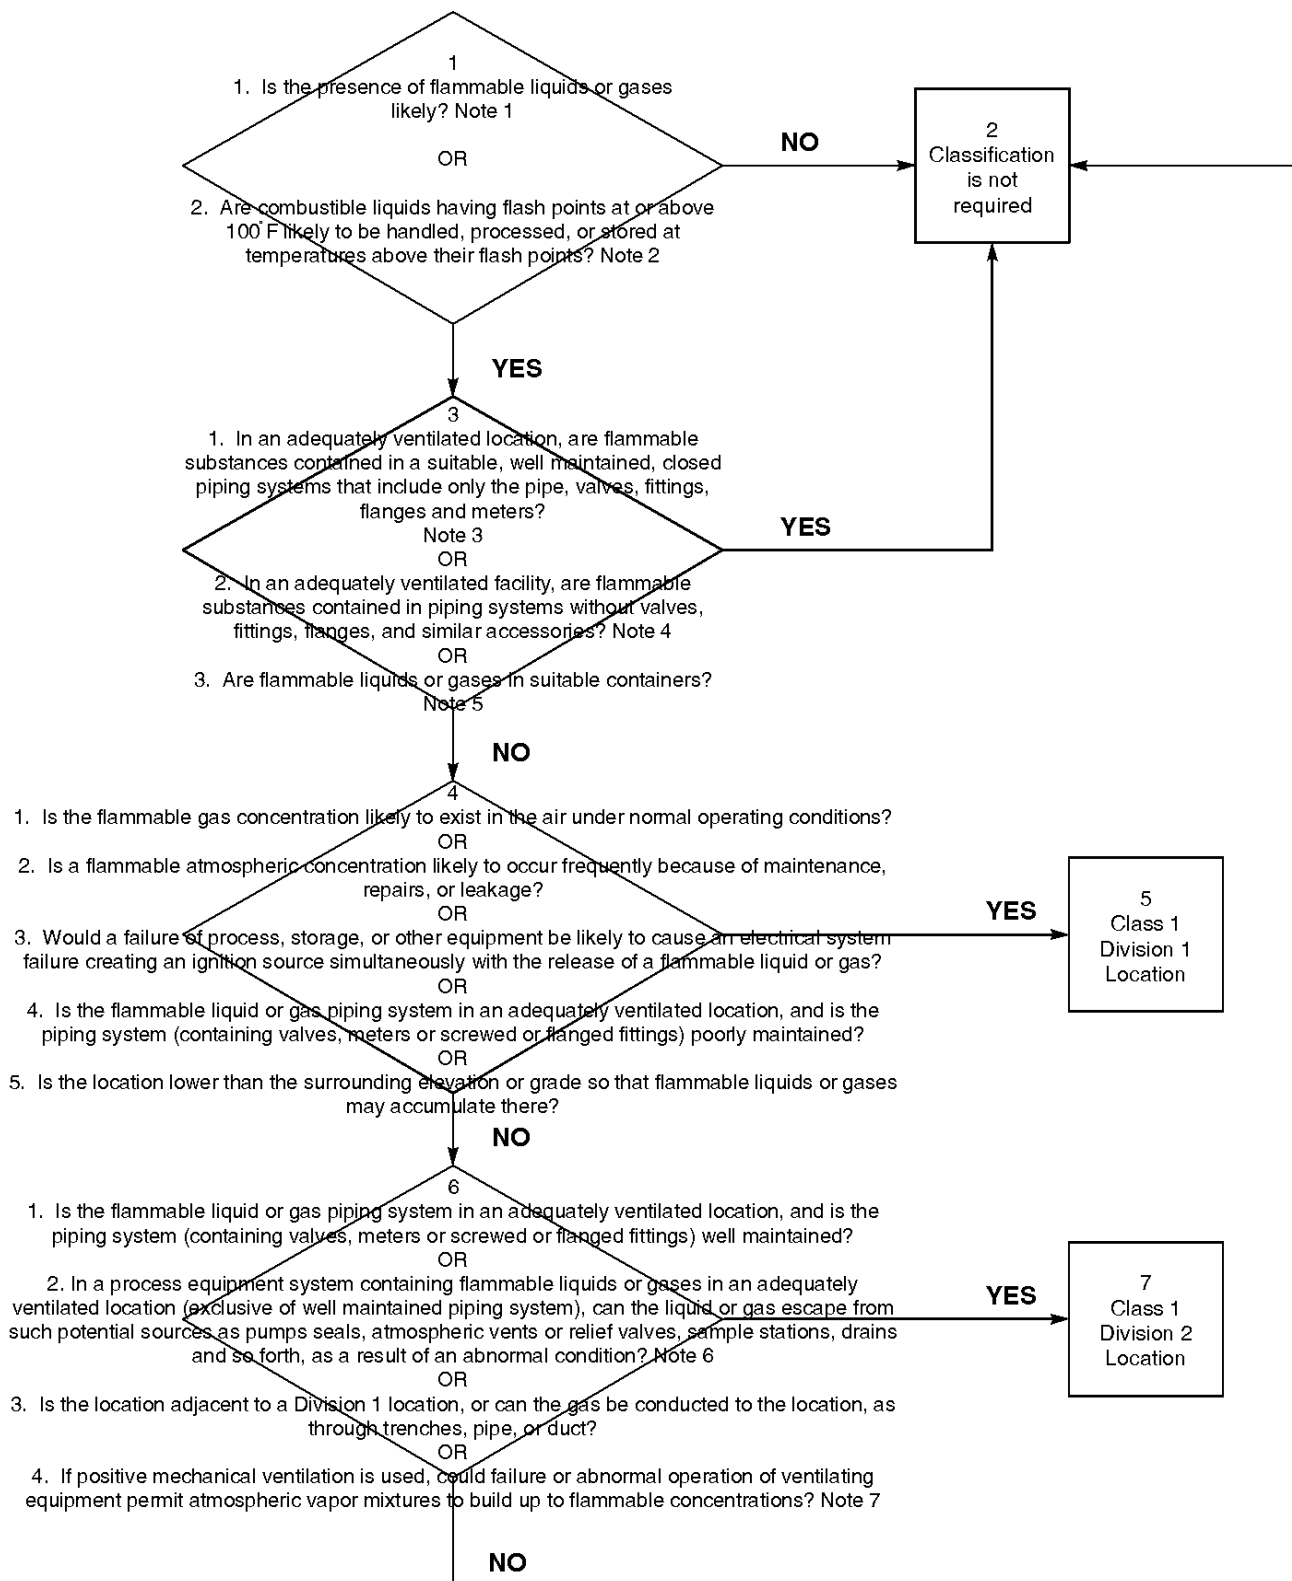 1
1. Is the presence of flammable liquids or gases
likely? Note 1
OR
2. Are combustible liquids having flash points at or above
100°F likely to be handled, processed, or stored at
temperatures above their flash points? Note 2
NO
2
Classification
is not
required
YES
3
1. In an adequately ventilated location, are flammable
substances contained in a suitable, well maintained, closed
piping systems that include only the pipe, valves, fittings,
flanges and meters?
Note 3
OR
2. In an adequately ventilated facility, are flammable
substances contained in piping systems without valves,
fittings, flanges, and similar accessories? Note 4
OR
3. Are flammable liquids or gases in suitable containers?
Note 5
YES
NO
4
1. Is the flammable gas concentration likely to exist in the air under normal operating conditions?
OR
2. Is a flammable atmospheric concentration likely to occur frequently because of maintenance,
repairs, or leakage?
OR
3. Would a failure of process, storage, or other equipment be likely to cause an electrical system
failure creating an ignition source simultaneously with the release of a flammable liquid or gas?
OR
4. Is the flammable liquid or gas piping system in an adequately ventilated location, and is the
piping system (containing valves, meters or screwed or flanged fittings) poorly maintained?
OR
5. Is the location lower than the surrounding elevation or grade so that flammable liquids or gases
may accumulate there?
YES
5
Class 1
Division 1
Location
NO
6
1. Is the flammable liquid or gas piping system in an adequately ventilated location, and is the
piping system (containing valves, meters or screwed or flanged fittings) well maintained?
OR
2. In a process equipment system containing flammable liquids or gases in an adequately
ventilated location (exclusive of well maintained piping system), can the liquid or gas escape from
such potential sources as pumps seals, atmospheric vents or relief valves, sample stations, drains
and so forth, as a result of an abnormal condition? Note 6
OR
3. Is the location adjacent to a Division 1 location, or can the gas be conducted to the location, as
through trenches, pipe, or duct?
OR
4. If positive mechanical ventilation is used, could failure or abnormal operation of ventilating
equipment permit atmospheric vapor mixtures to build up to flammable concentrations? Note 7
YES
7
Class 1
Division 2
Location
NO